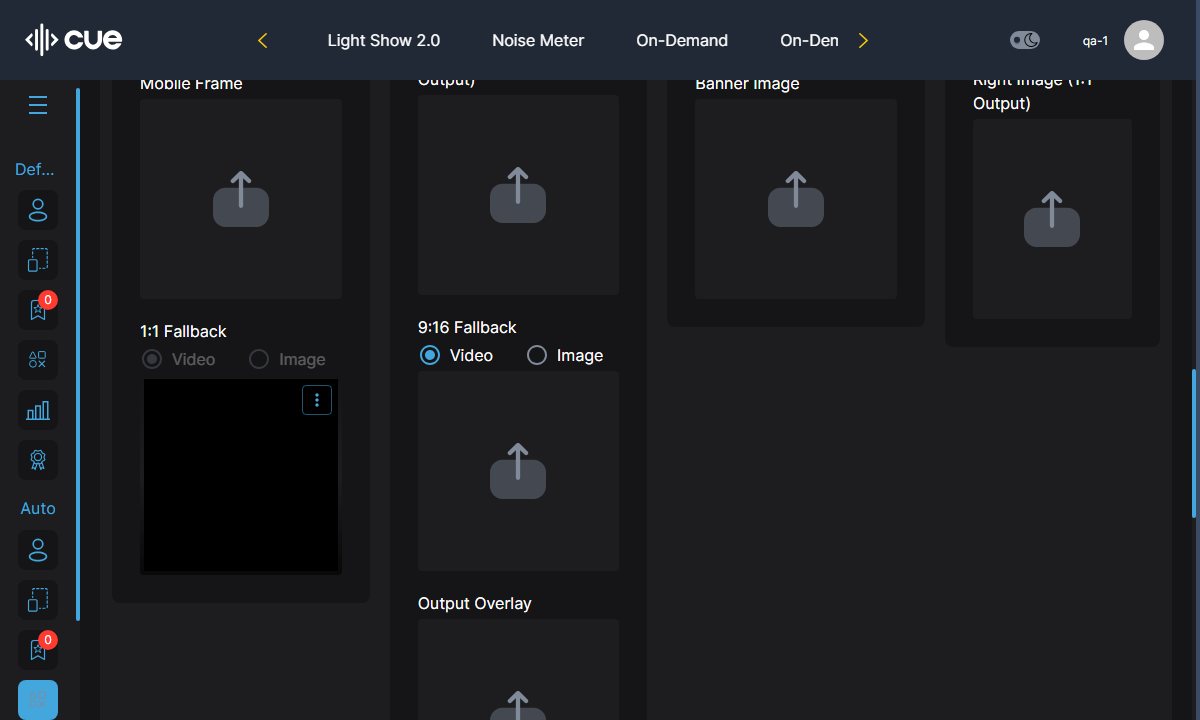 cue
Light Show 2.0
Noise Meter
On-Demand
On-Den
qa-1
Def...
0
Auto
0
Mobile Frame
1:1 Fallback
Video
Image
Output)
9:16 Fallback
Video
Image
Output Overlay
Banner Image
Right Image (1:1
Output)